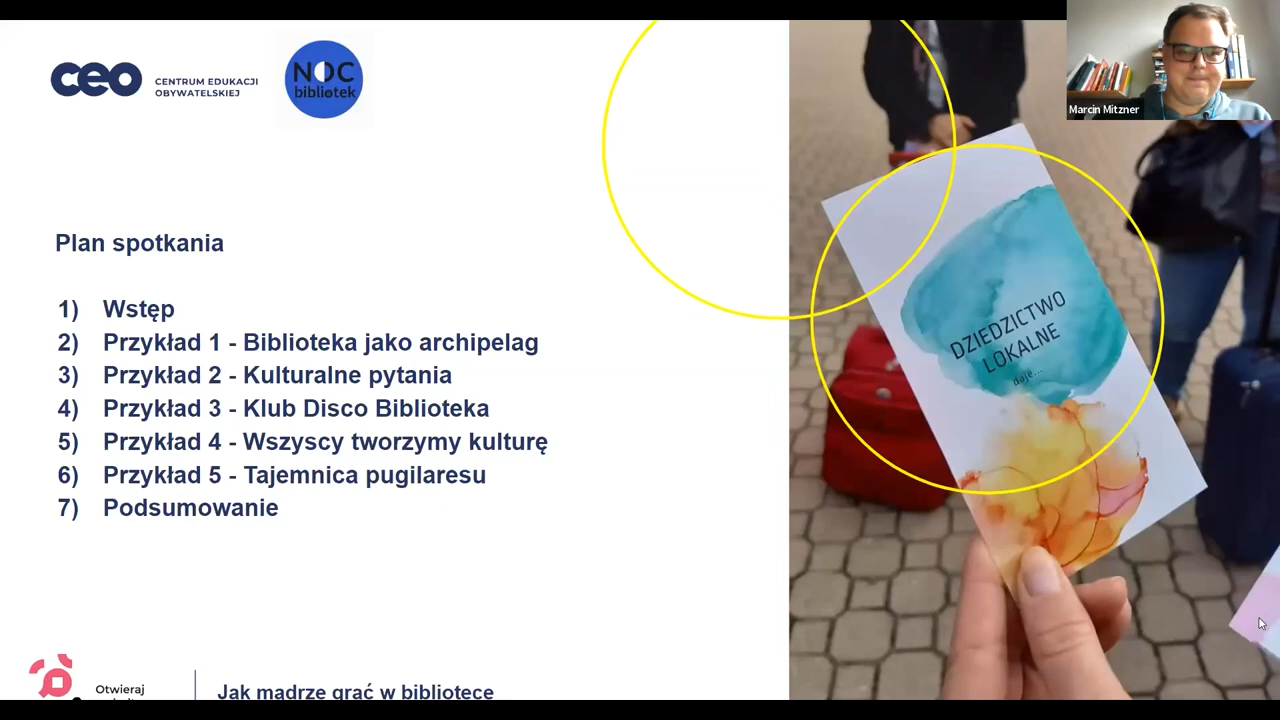 ceo
CENTRUM EDUKACJI
OBYWATELSKIEJ
NOC
bibliotek
Marcin Mitzner
Plan spotkania
1) Wstęp
2) Przykład 1 - Biblioteka jako archipelag
3) Przykład 2 - Kulturalne pytania
4) Przykład 3 - Klub Disco Biblioteka
5) Przykład 4 - Wszyscy tworzymy kulturę
6) Przykład 5 - Tajemnica pugilaresu
7) Podsumowanie
DZIEDZICTWO
LOKALNE
daje...
Otwieraj
Jak mądrze grać w bibliotece